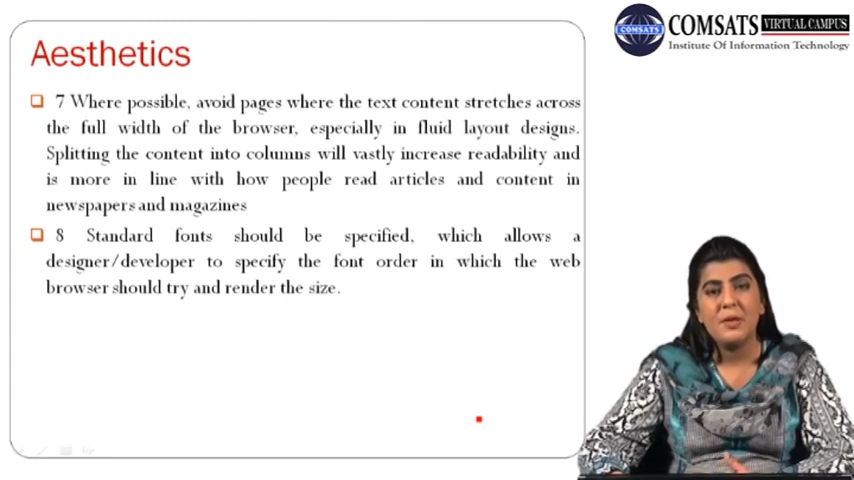 COMSATS VIRTUAL CAMPUS
COMSATS
Institute Of Information Technology
Aesthetics
7 Where possible, avoid pages where the text content stretches across
the full width of the browser, especially in fluid layout designs.
Splitting the content into columns will vastly increase readability and
is more in line with how people read articles and content in
newspapers and magazines
8 Standard fonts should be specified, which allows a
designer/developer to specify the font order in which the web
browser should try and render the size.